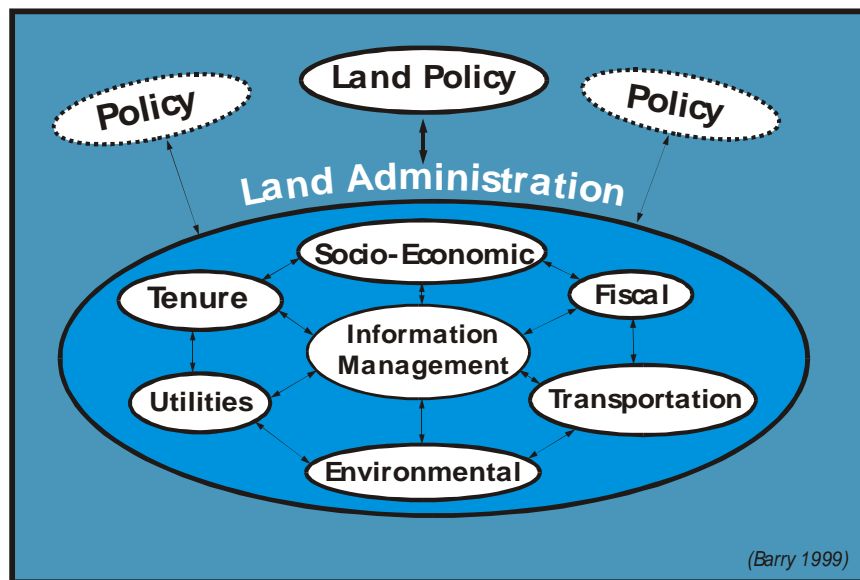 Policy
Land Policy
Policy
Land Administration
Socio-Economic
Tenure
Fiscal
Information
Management
Utilities
Transportation
Environmental
(Barry 1999)